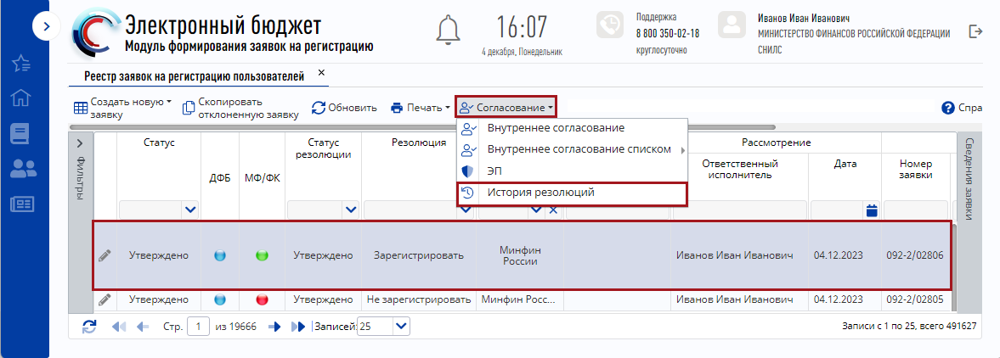 Электронный бюджет
Модуль формирования заявок на регистрацию
16:07
4 декабря, Понедельник
Поддержка
8 800 350-02-18
круглосуточно
Иванов Иван Иванович
МИНИСТЕРСТВО ФИНАНСОВ РОССИЙСКОЙ ФЕДЕРАЦИИ
СНИЛС
Реестр заявок на регистрацию пользователей
Создать новую
заявку
Скопировать
отклоненную заявку
Обновить
Печать
Согласование
Спра
Внутреннее согласование
Внутреннее согласование списком
ЭП
История резолюций
Фильтры
Статус
ДФБ
МФ/ФК
Статус
резолюции
Резолюция
Рассмотрение
Ответственный
исполнитель
Дата
Номер
заявки
Сведения заявки
Утверждено Утверждено Зарегистрировать Минфин
России
Иванов Иван Иванович 04.12.2023 092-2/02806
Утверждено Утверждено Не зарегистрировать Минфин Росс... Иванов Иван Иванович 04.12.2023 092-2/02805
Стр. 1 из 19666 Записей: 25 Записи с 1 по 25, всего 491627